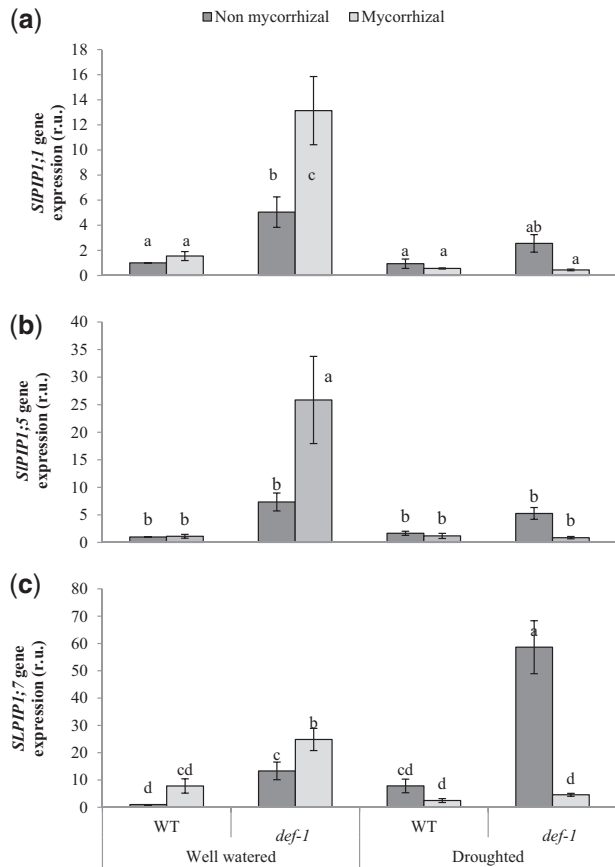 (a)
Non mycorrhizal Mycorrhizal
SlPIP1;1 gene
expression (r.u.)
18
16
14
12
10
8
6
4
2
0
a a b c a a ab a
(b)
SlPIP1;5 gene
expression (r.u.)
40
35
30
25
20
15
10
5
0
b b b a b b b b
(c)
SLPIP1;7 gene
expression (r.u.)
80
70
60
50
40
30
20
10
0
d cd c b cd d a d
WT def-1 WT def-1
Well watered Droughted